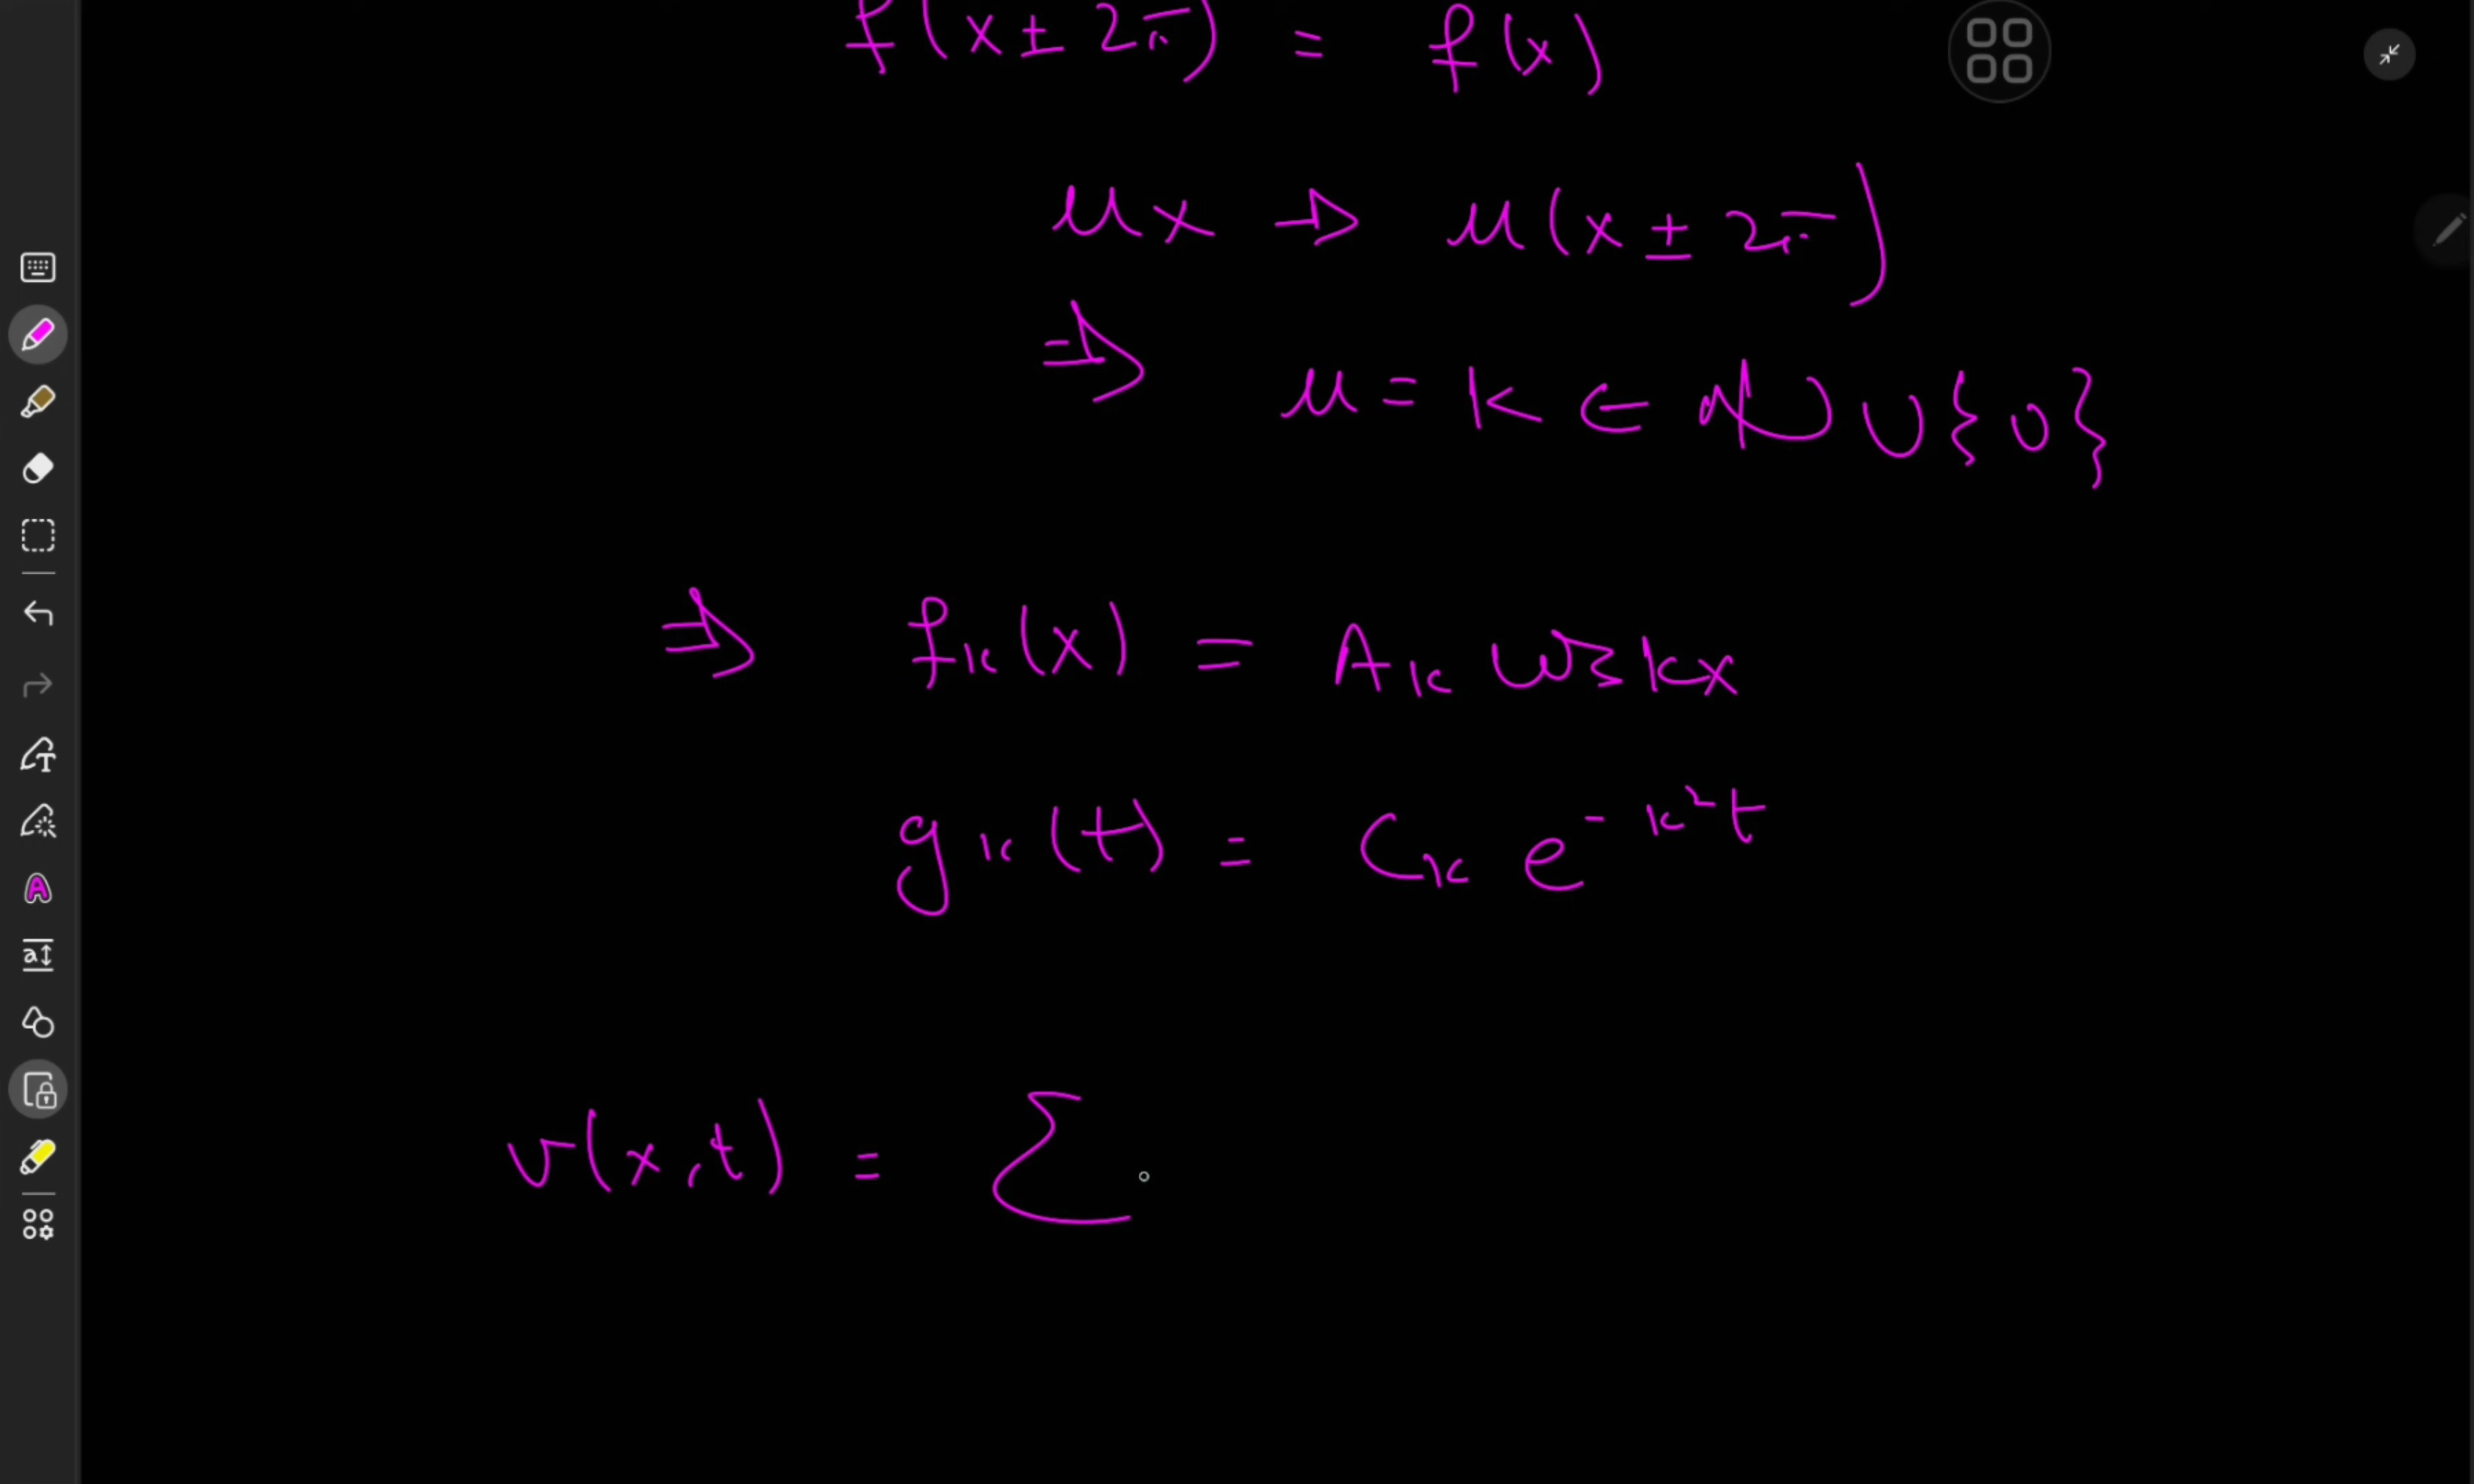 f(x ± 2π) = f(x)
μx → μ(x ± 2π)
⇒ μ = k ∈ ℕ ∪ {0}
⇒ fₖ(x) = Aₖ cos kx
gₖ(t) = Cₖ e^{-k²t}
v(x,t) = Σ